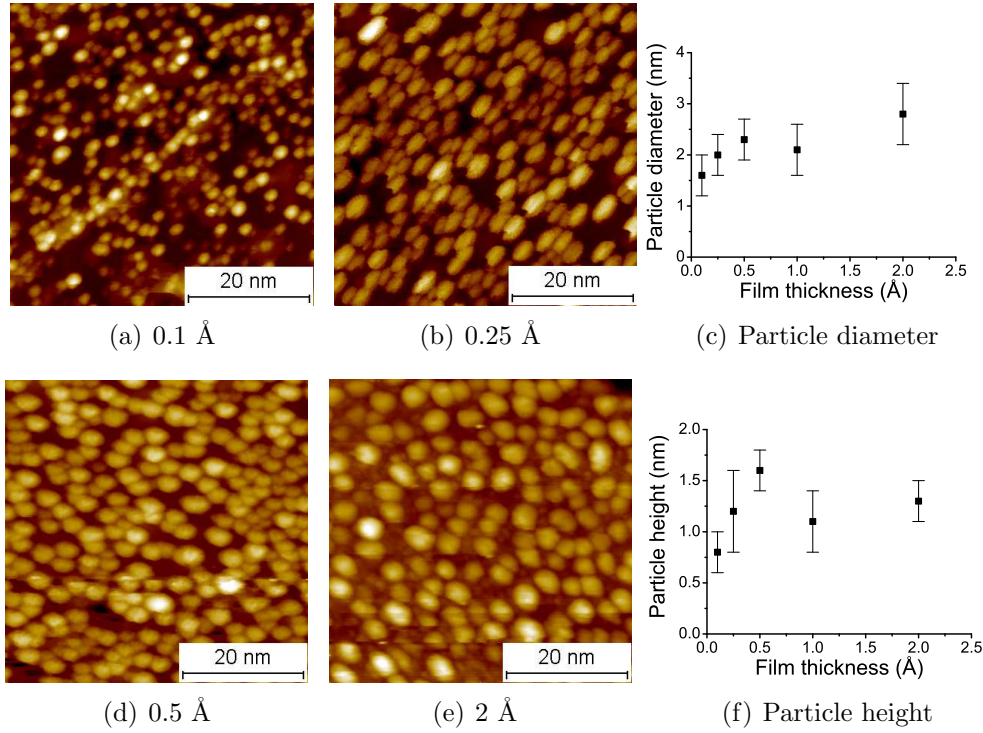 20 nm
20 nm
Particle diameter (nm)
4
3
2
1
0
0.0 0.5 1.0 1.5 2.0 2.5
Film thickness (Å)
(a) 0.1 Å
(b) 0.25 Å
(c) Particle diameter
20 nm
20 nm
Particle height (nm)
2.0
1.5
1.0
0.5
0.0
0.0 0.5 1.0 1.5 2.0 2.5
Film thickness (Å)
(d) 0.5 Å
(e) 2 Å
(f) Particle height